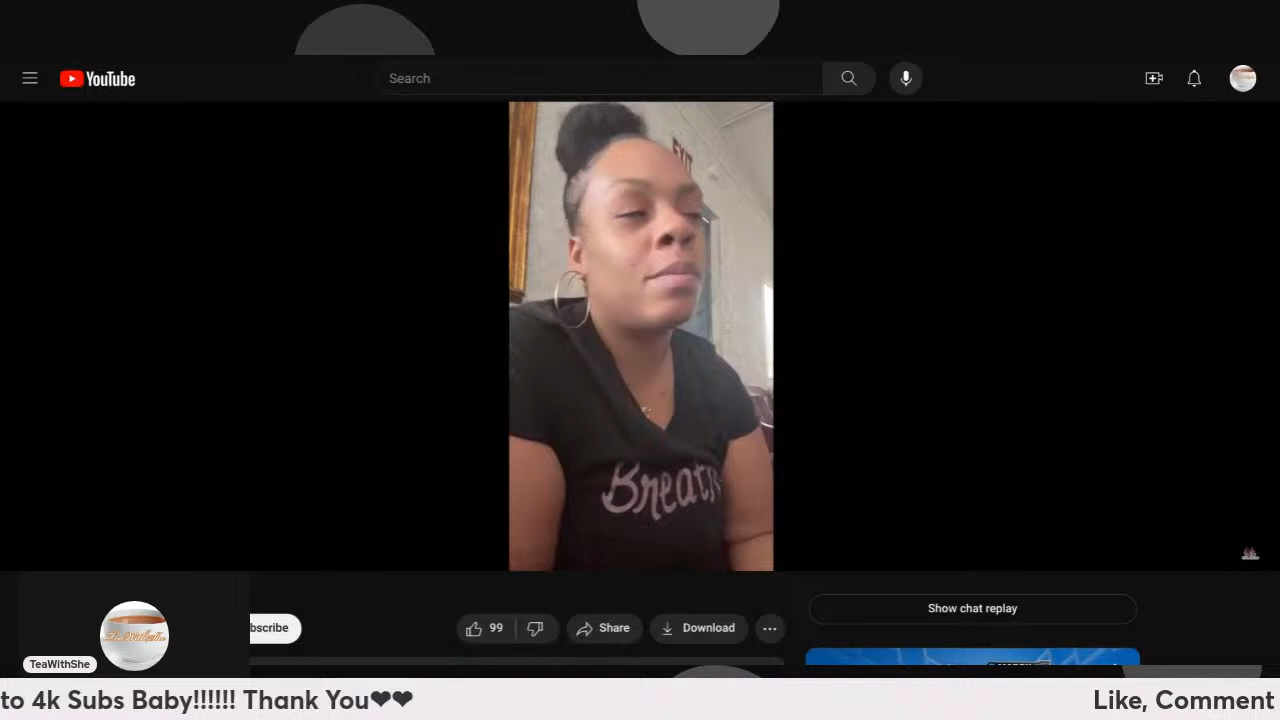 YouTube
Search
Breath
bscribe
99
Share
Download
Show chat replay
TeaWithShe
to 4k Subs Baby!!!!!! Thank You❤❤
Like, Comment